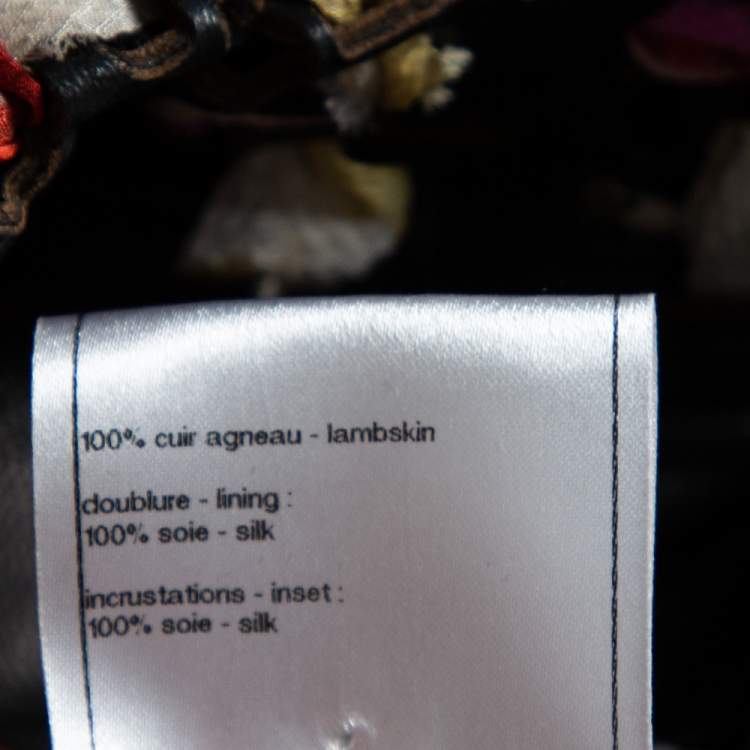 100% cuir agneau - lambskin
doublure - lining :
100% soie - silk
incrustations - inset :
100% soie - silk